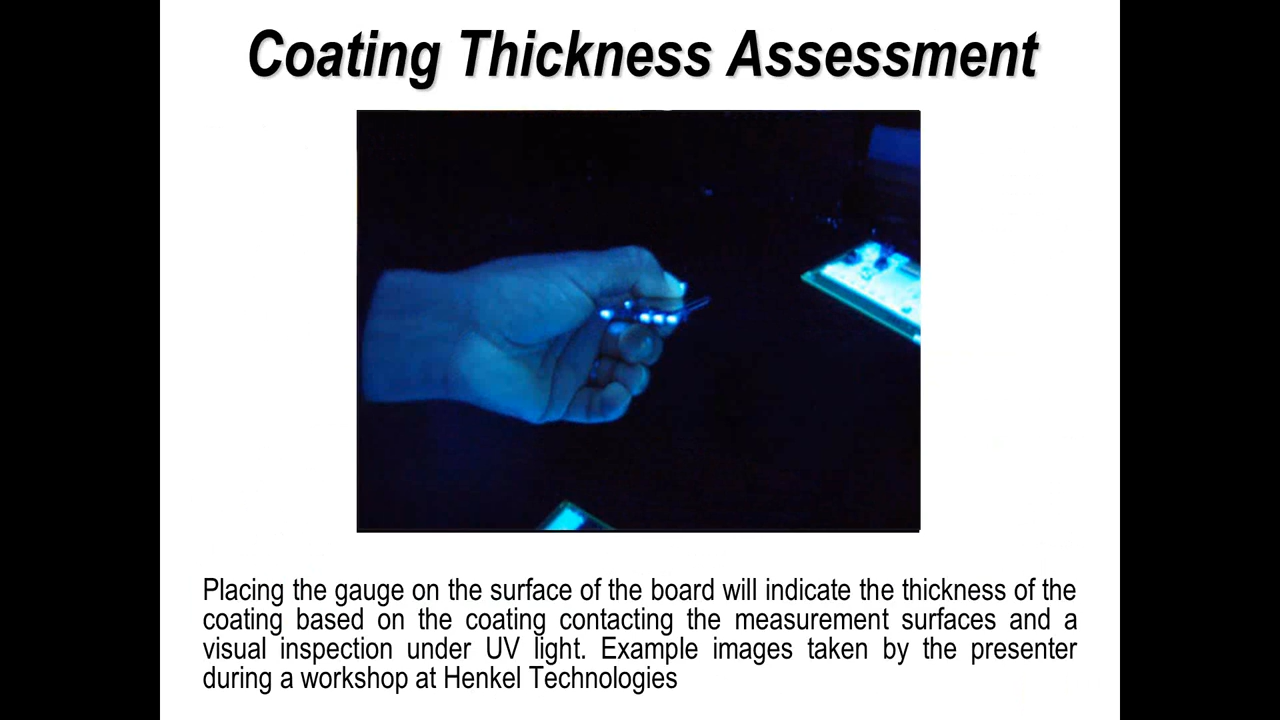 Coating Thickness Assessment
Placing the gauge on the surface of the board will indicate the thickness of the
coating based on the coating contacting the measurement surfaces and a
visual inspection under UV light. Example images taken by the presenter
during a workshop at Henkel Technologies